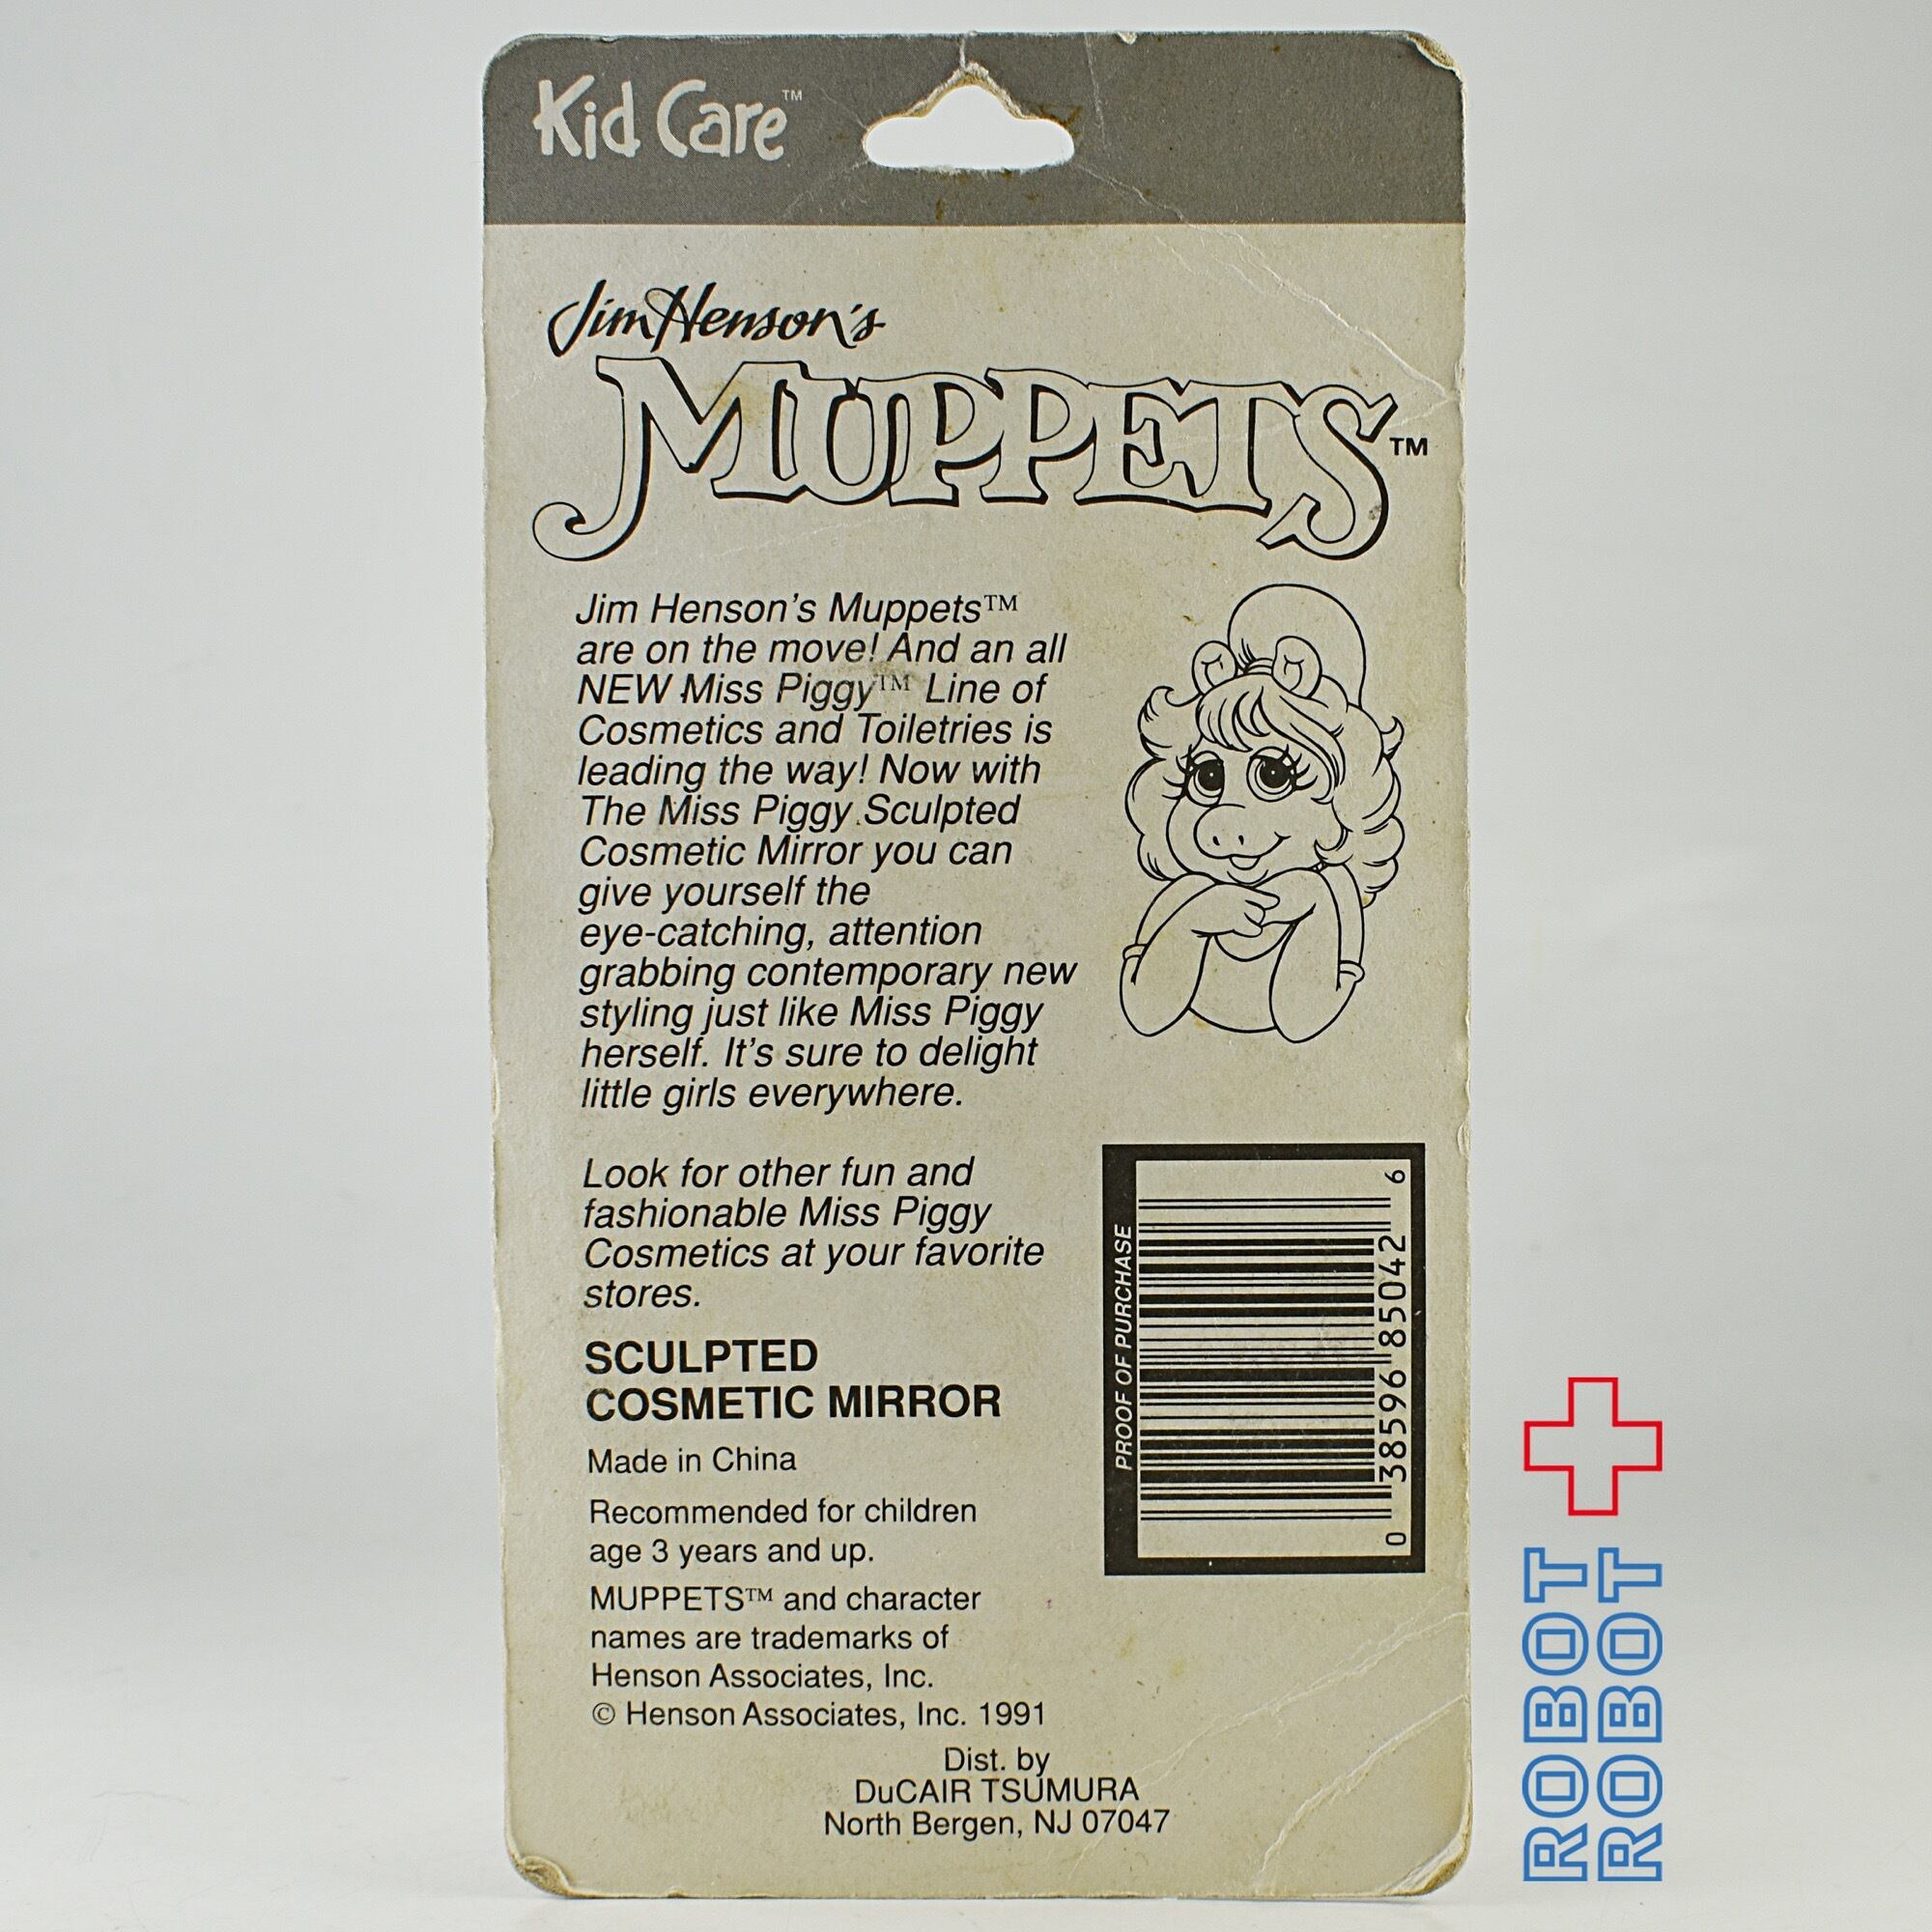 Kid Care™
Jim Henson's
MUPPETS™
Jim Henson's Muppets™
are on the move! And an all
NEW Miss Piggy™ Line of
Cosmetics and Toiletries is
leading the way! Now with
The Miss Piggy Sculpted
Cosmetic Mirror you can
give yourself the
eye-catching, attention
grabbing contemporary new
styling just like Miss Piggy
herself. It's sure to delight
little girls everywhere.
Look for other fun and
fashionable Miss Piggy
Cosmetics at your favorite
stores.
SCULPTED
COSMETIC MIRROR
Made in China
Recommended for children
age 3 years and up.
MUPPETS™ and character
names are trademarks of
Henson Associates, Inc.
© Henson Associates, Inc. 1991
Dist. by
DuCAIR TSUMURA
North Bergen, NJ 07047
PROOF OF PURCHASE
0 38596 85042 6
ROBOT
ROBOT